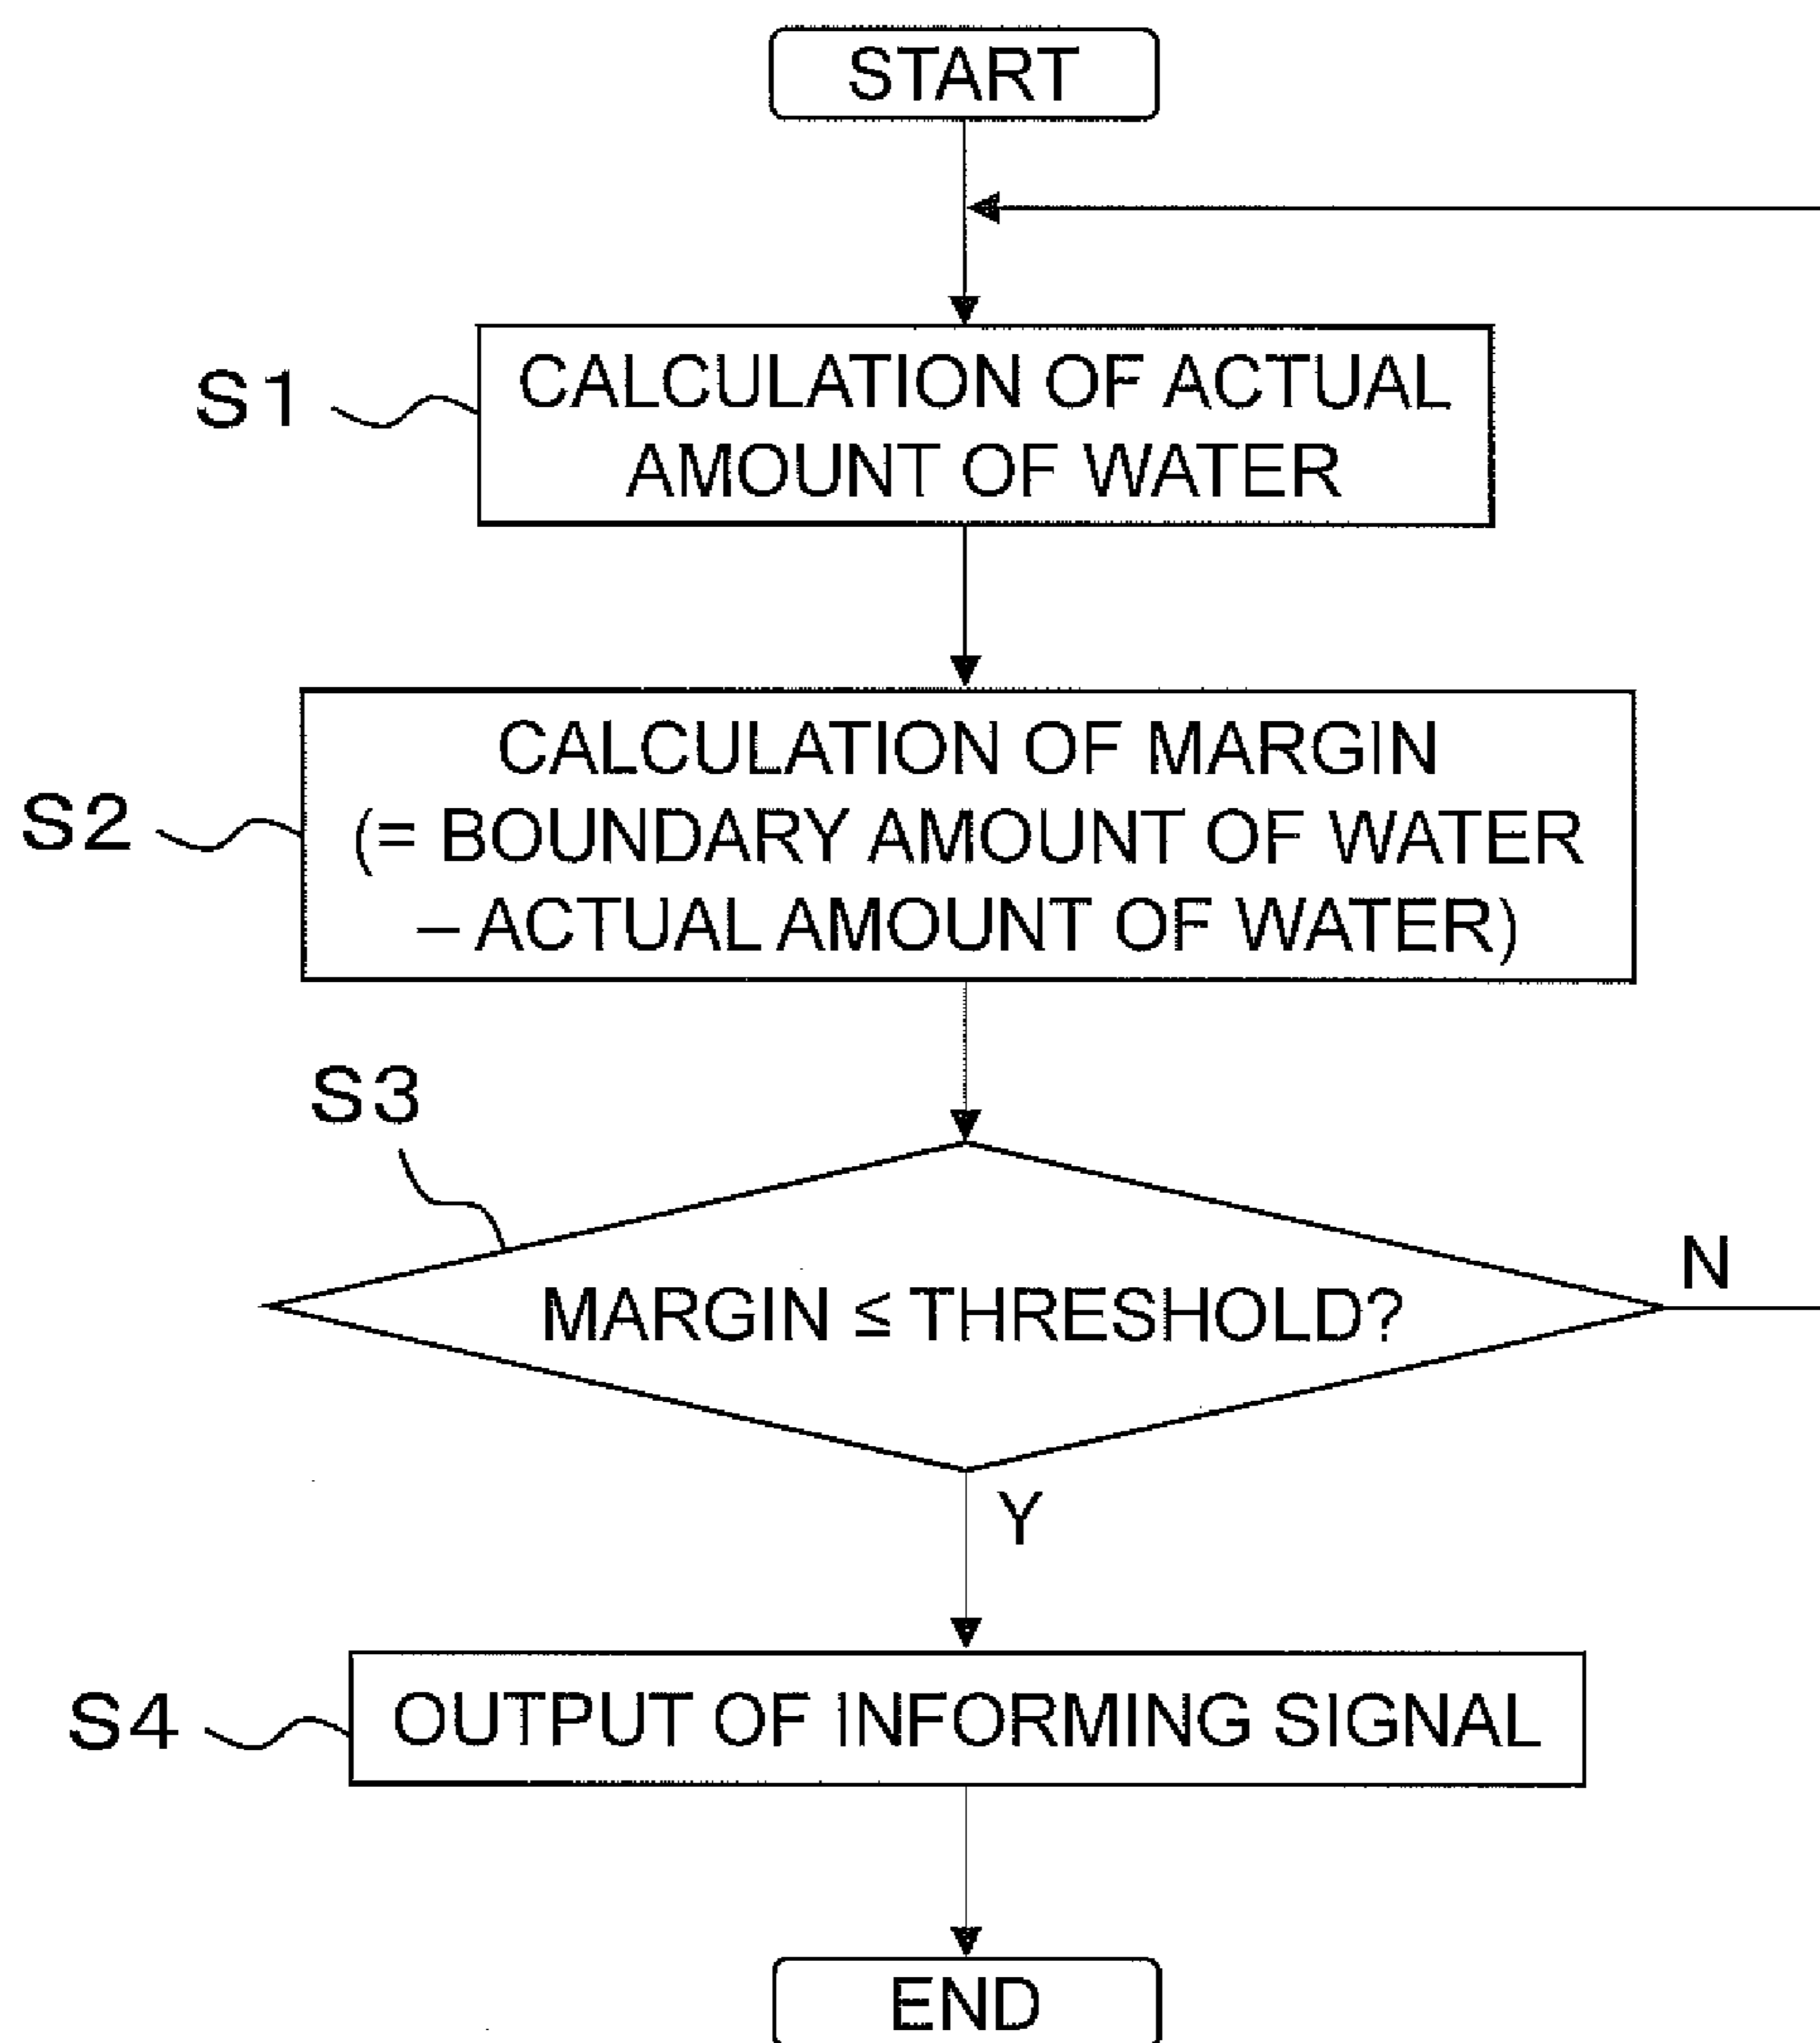 START
S1
CALCULATION OF ACTUAL
AMOUNT OF WATER
S2
CALCULATION OF MARGIN
(= BOUNDARY AMOUNT OF WATER
– ACTUAL AMOUNT OF WATER)
S3
MARGIN ≤ THRESHOLD?
N
Y
S4
OUTPUT OF INFORMING SIGNAL
END